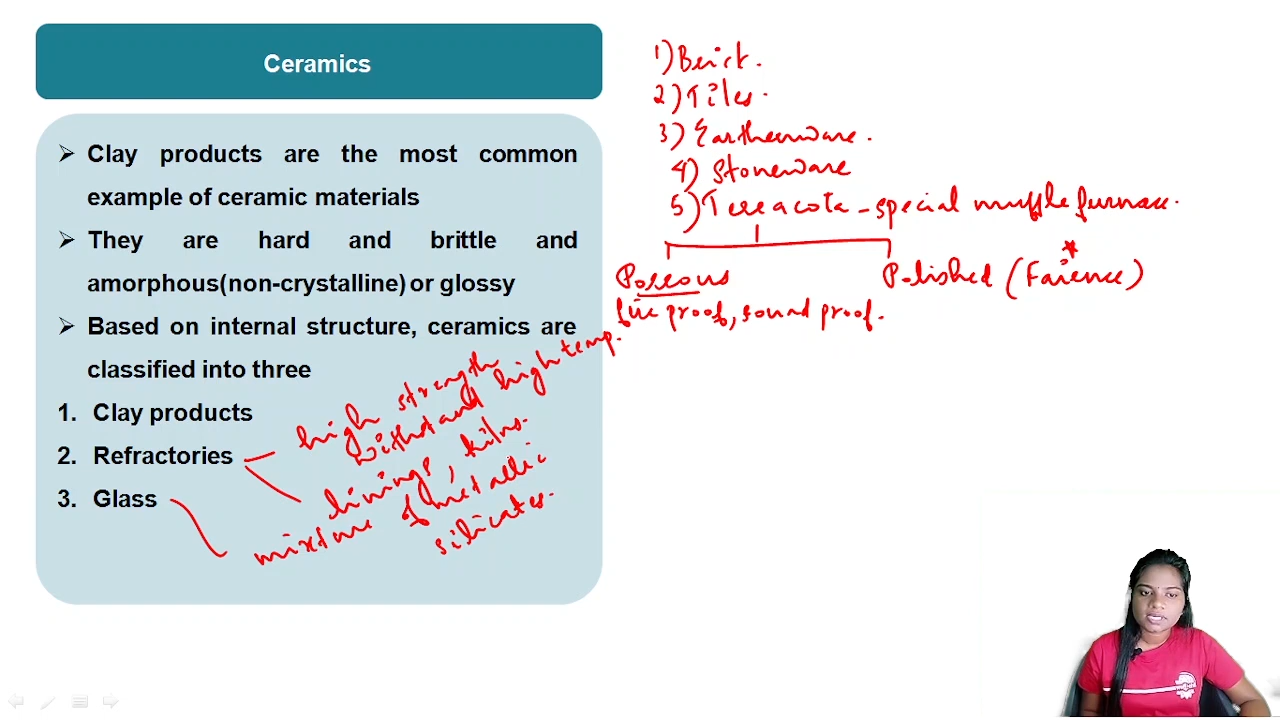 Ceramics
➢ Clay products are the most common
example of ceramic materials
➢ They are hard and brittle and
amorphous(non-crystalline) or glossy
➢ Based on internal structure, ceramics are
classified into three
1. Clay products
2. Refractories
3. Glass
high strength
withstand high temp.
linings, kilns.
mixture of metallic
silicates.
1) Brick.
2) Tiles.
3) Earthenware.
4) Stoneware
5) Terracota - special muffle furnace.
Porous
Polished (Faience)
fire proof, sound proof.